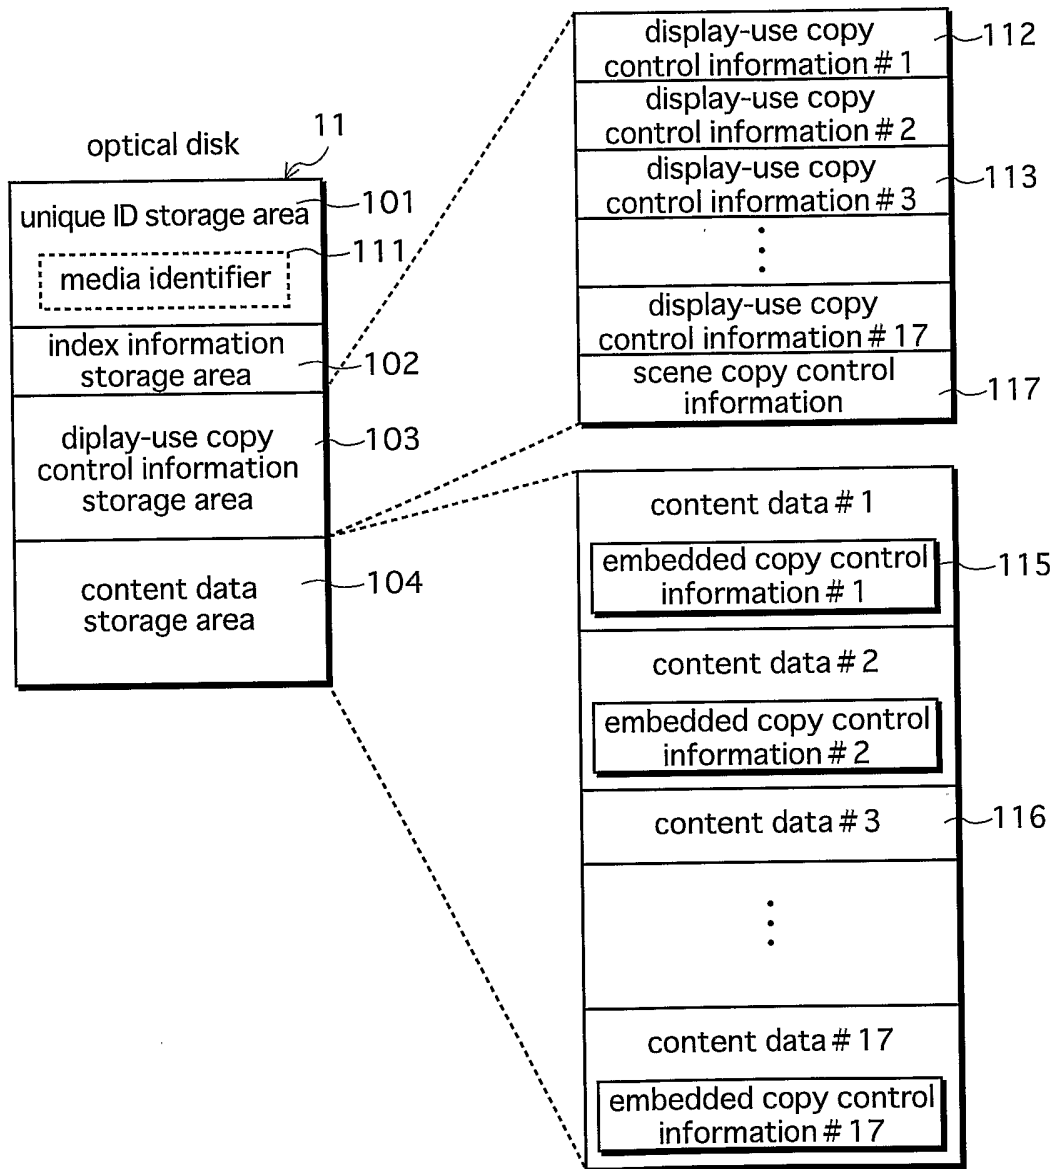 optical disk
11
unique ID storage area
101
111
media identifier
index information
storage area
102
diplay-use copy
control information
storage area
103
content data
storage area
104
display-use copy
control information # 1
112
display-use copy
control information # 2
display-use copy
control information # 3
113
display-use copy
control information # 17
scene copy control
information
117
content data # 1
embedded copy control
information # 1
115
content data # 2
embedded copy control
information # 2
content data # 3
116
content data # 17
embedded copy control
information # 17